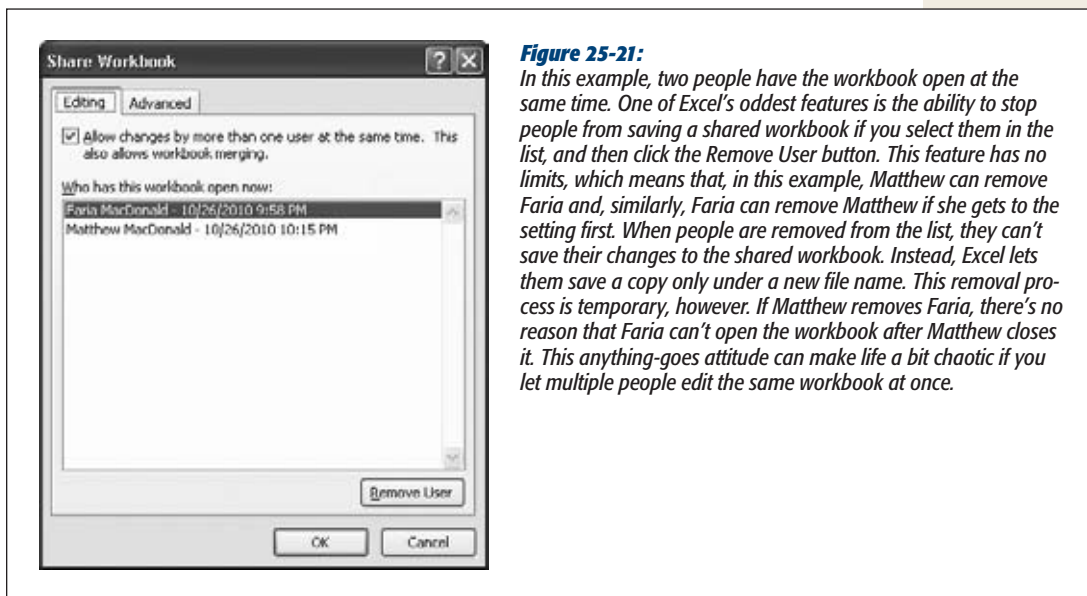 Share Workbook
Editing Advanced
Allow changes by more than one user at the same time. This
also allows workbook merging.
Who has this workbook open now:
Faria MacDonald - 10/26/2010 9:58 PM
Matthew MacDonald - 10/26/2010 10:15 PM
Remove User
OK Cancel
Figure 25-21:
In this example, two people have the workbook open at the
same time. One of Excel's oddest features is the ability to stop
people from saving a shared workbook if you select them in the
list, and then click the Remove User button. This feature has no
limits, which means that, in this example, Matthew can remove
Faria and, similarly, Faria can remove Matthew if she gets to the
setting first. When people are removed from the list, they can't
save their changes to the shared workbook. Instead, Excel lets
them save a copy only under a new file name. This removal pro-
cess is temporary, however. If Matthew removes Faria, there's no
reason that Faria can't open the workbook after Matthew closes
it. This anything-goes attitude can make life a bit chaotic if you
let multiple people edit the same workbook at once.